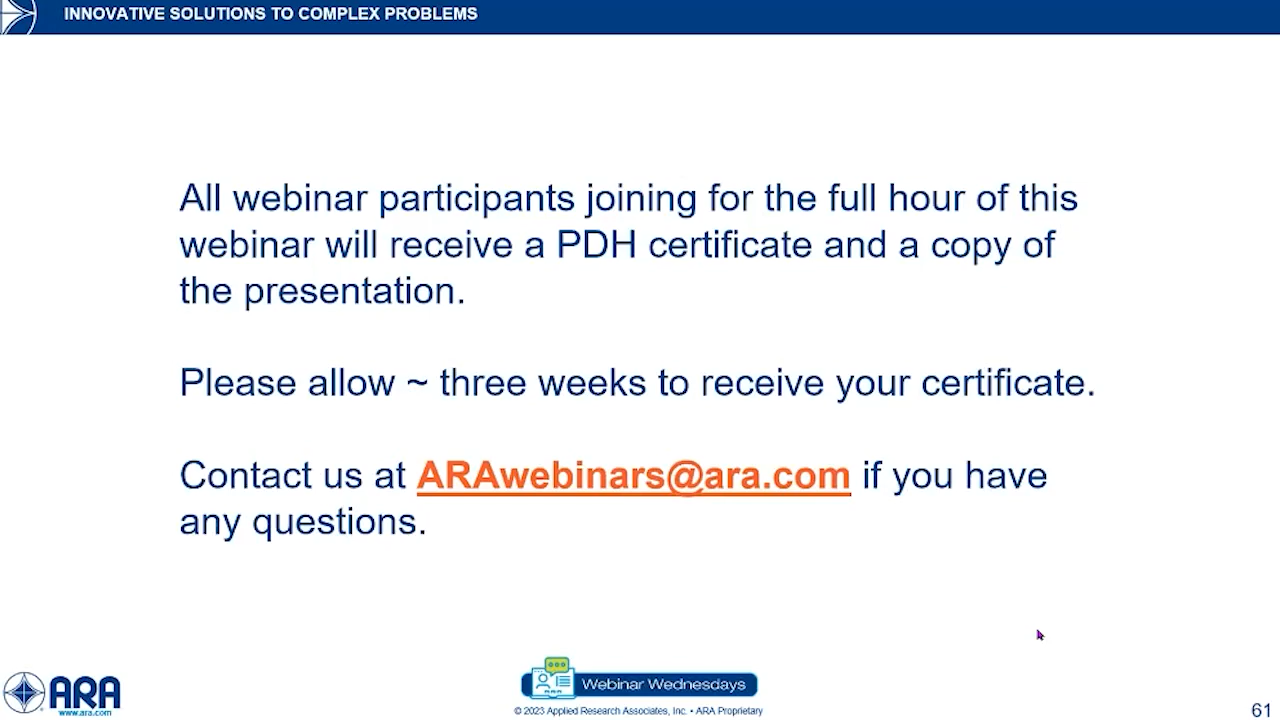 INNOVATIVE SOLUTIONS TO COMPLEX PROBLEMS
All webinar participants joining for the full hour of this
webinar will receive a PDH certificate and a copy of
the presentation.
Please allow ~ three weeks to receive your certificate.
Contact us at ARAwebinars@ara.com if you have
any questions.
ARA
www.ara.com
Webinar Wednesdays
© 2023 Applied Research Associates, Inc. • ARA Proprietary
61